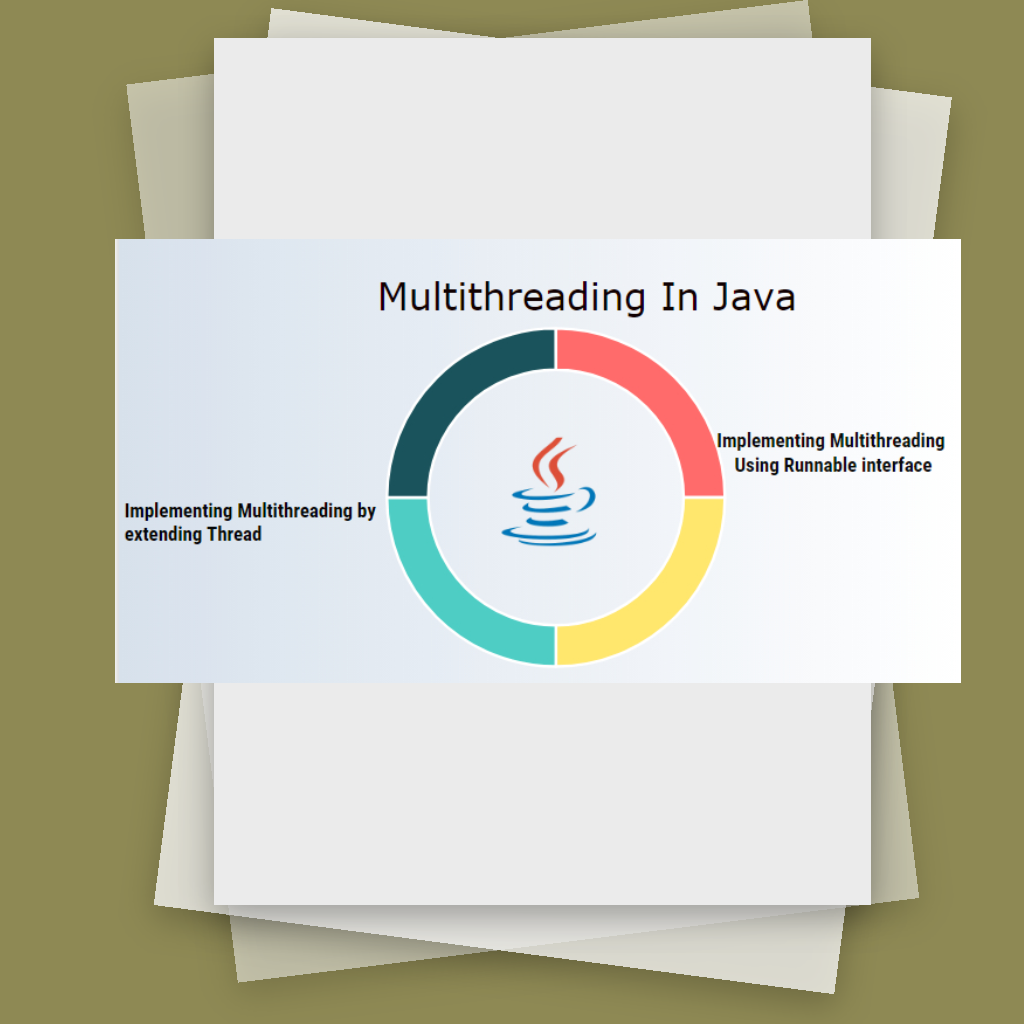 Multithreading In Java
Implementing Multithreading
Using Runnable interface
Implementing Multithreading by
extending Thread